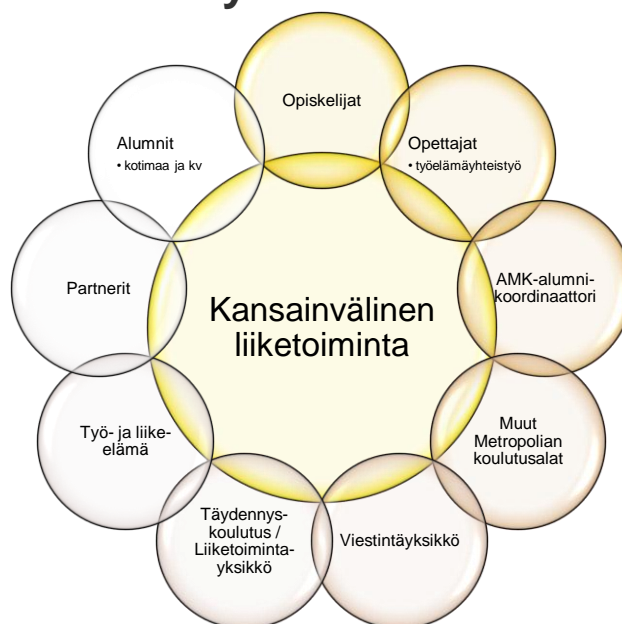 Opiskelijat
Opettajat
• työelämäyhteistyö
AMK-alumni-
koordinaattori
Muut
Metropolian
koulutusalat
Viestintäyksikkö
Täydennys
koulutus /
Liiketoiminta-
yksikkö
Työ- ja liike-
elämä
Partnerit
Alumnit
• kotimaa ja kv
Kansainvälinen
liiketoiminta